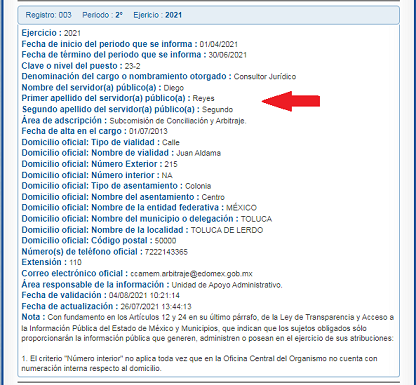 Registro: 003 Periodo : 2° Ejercicio : 2021
Ejercicio : 2021
Fecha de inicio del periodo que se informa : 01/04/2021
Fecha de término del periodo que se informa : 30/06/2021
Clave o nivel del puesto : 23-2
Denominación del cargo o nombramiento otorgado : Consultor Jurídico
Nombre del servidor(a) público(a) : Diego
Primer apellido del servidor(a) público(a) : Reyes
Segundo apellido del servidor(a) público(a) : Segundo
Área de adscripción : Subcomisión de Conciliación y Arbitraje.
Fecha de alta en el cargo : 01/07/2013
Domicilio oficial: Tipo de vialidad : Calle
Domicilio oficial: Nombre de vialidad : Juan Aldama
Domicilio oficial: Número Exterior : 215
Domicilio oficial: Número interior : NA
Domicilio oficial: Tipo de asentamiento : Colonia
Domicilio oficial: Nombre del asentamiento : Centro
Domicilio oficial: Nombre de la entidad federativa : MÉXICO
Domicilio oficial: Nombre del municipio o delegación : TOLUCA
Domicilio oficial: Nombre de la localidad : TOLUCA DE LERDO
Domicilio oficial: Código postal : 50000
Número(s) de teléfono oficial : 7222143365
Extensión : 110
Correo electrónico oficial : ccamem.arbitraje@edomex.gob.mx
Área responsable de la información : Unidad de Apoyo Administrativo.
Fecha de validación : 04/08/2021 10:21:14
Fecha de actualización : 26/07/2021 13:44:13
Nota : Con fundamento en los Artículos 12 y 24 en su último párrafo, de la Ley de Transparencia y Acceso a
la Información Pública del Estado de México y Municipios, que indican que los sujetos obligados sólo
proporcionarán la información pública que generen, administren o posean en el ejercicio de sus atribuciones:
1. El criterio "Número interior" no aplica toda vez que en la Oficina Central del Organismo no cuenta con
numeración interna respecto al domicilio.